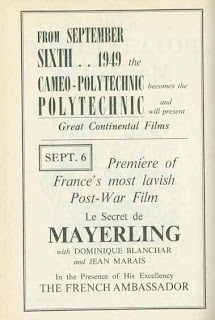 FROM SEPTEMBER
SIXTH . . 1949 the
CAMEO-POLYTECHNIC becomes the
POLYTECHNIC and
will present
Great Continental Films
SEPT. 6
Première of
France's most lavish
Post-War Film
Le Secret de
MAYERLING
with DOMINIQUE BLANCHAR
and JEAN MARAIS
In the Presence of His Excellency
THE FRENCH AMBASSADOR